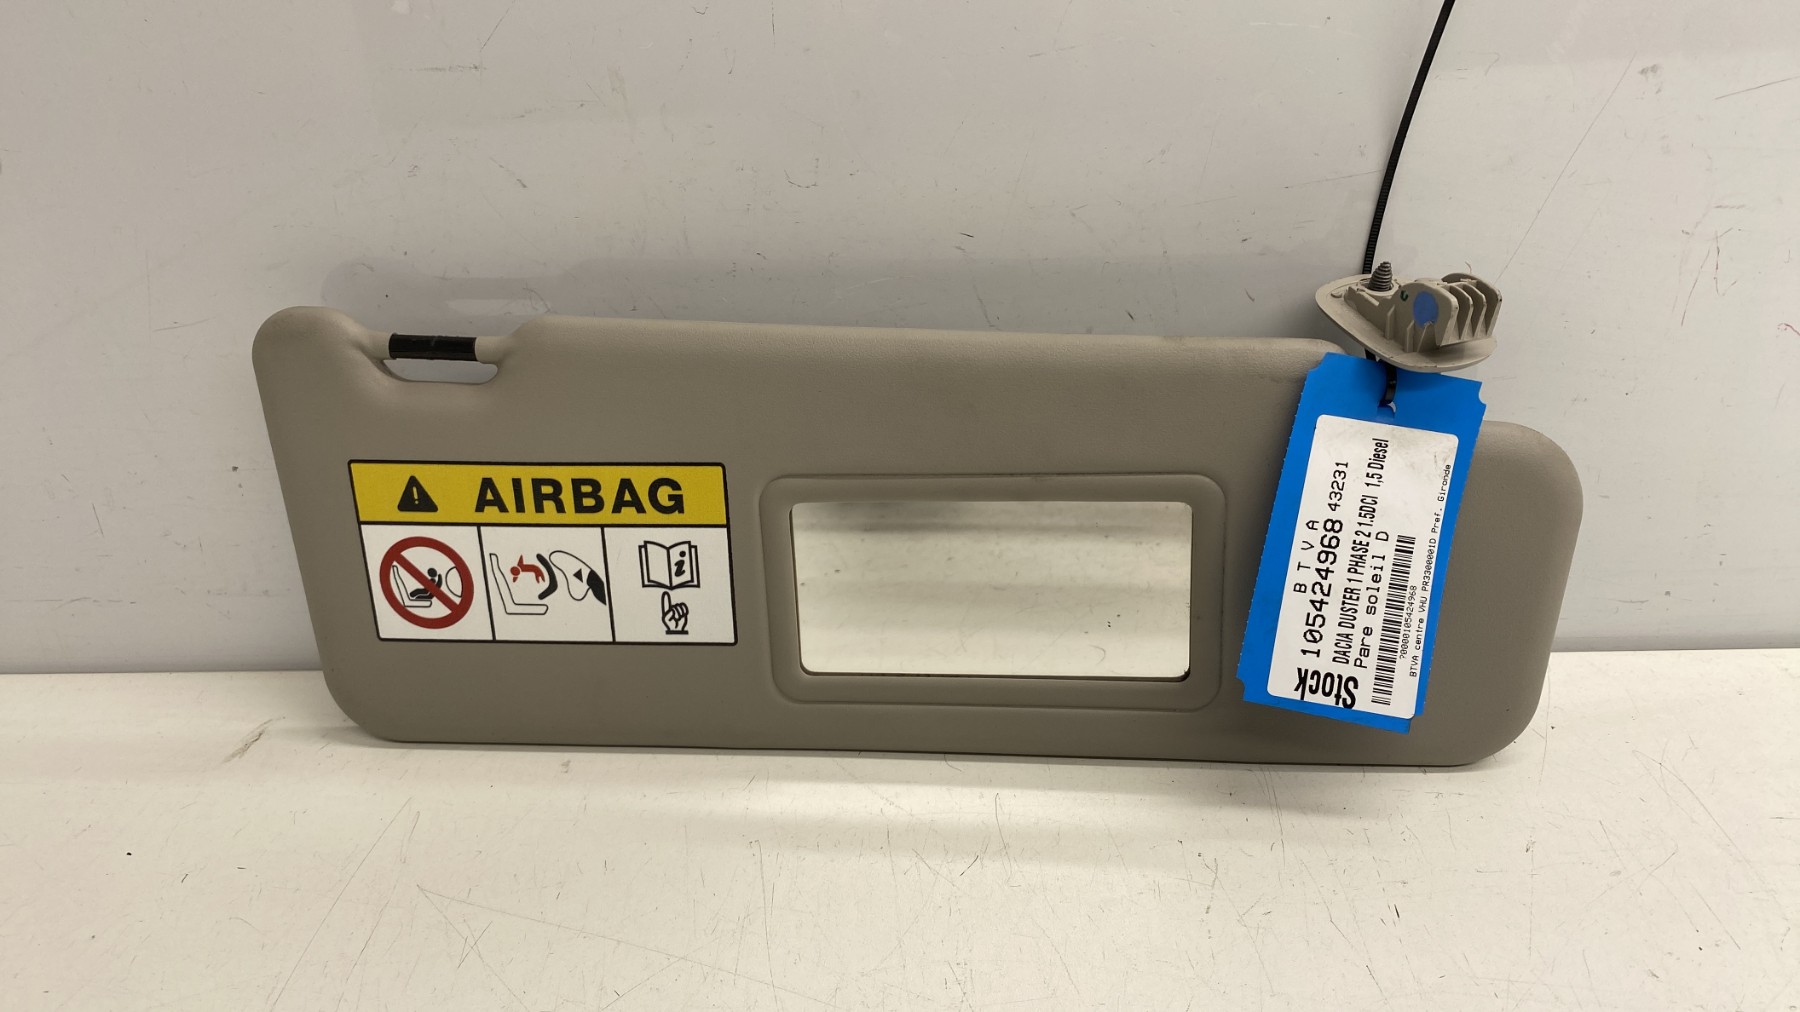 AIRBAG
B T V A
105424968 43231
DACIA DUSTER 1 PHASE 2 1.5DCI 1,5 Diesel
Pare soleil D
Stock
?00000105424968
BTVA centre VHU PR3300001D Pref. Gironde